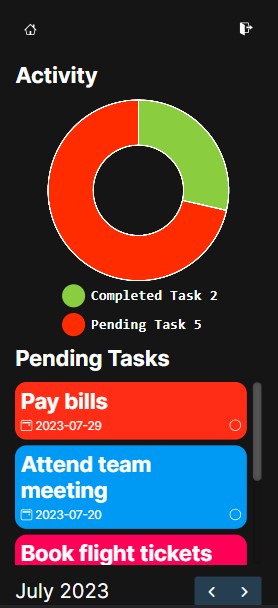 Activity
Completed Task 2
Pending Task 5
Pending Tasks
Pay bills
2023-07-29
Attend team
meeting
2023-07-20
Book flight tickets
July 2023